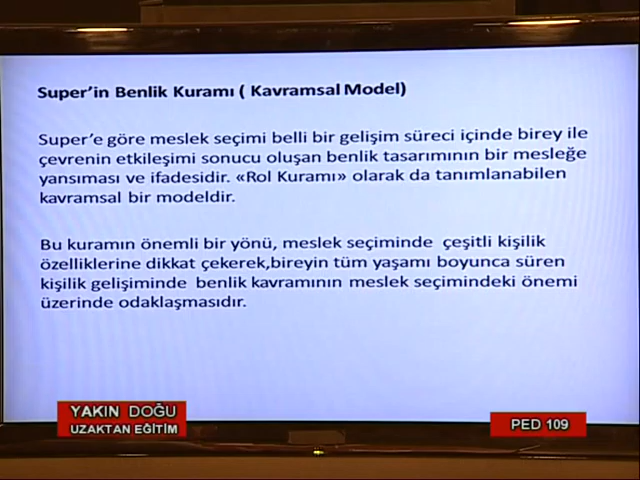 Super'in Benlik Kuramı ( Kavramsal Model)
Super'e göre meslek seçimi belli bir gelişim süreci içinde birey ile
çevrenin etkileşimi sonucu oluşan benlik tasarımının bir mesleğe
yansıması ve ifadesidir. «Rol Kuramı» olarak da tanımlanabilen
kavramsal bir modeldir.
Bu kuramın önemli bir yönü, meslek seçiminde çeşitli kişilik
özelliklerine dikkat çekerek,bireyin tüm yaşamı boyunca süren
kişilik gelişiminde benlik kavramının meslek seçimindeki önemi
üzerinde odaklaşmasıdır.
YAKIN DOĞU
UZAKTAN EĞİTİM
PED 109